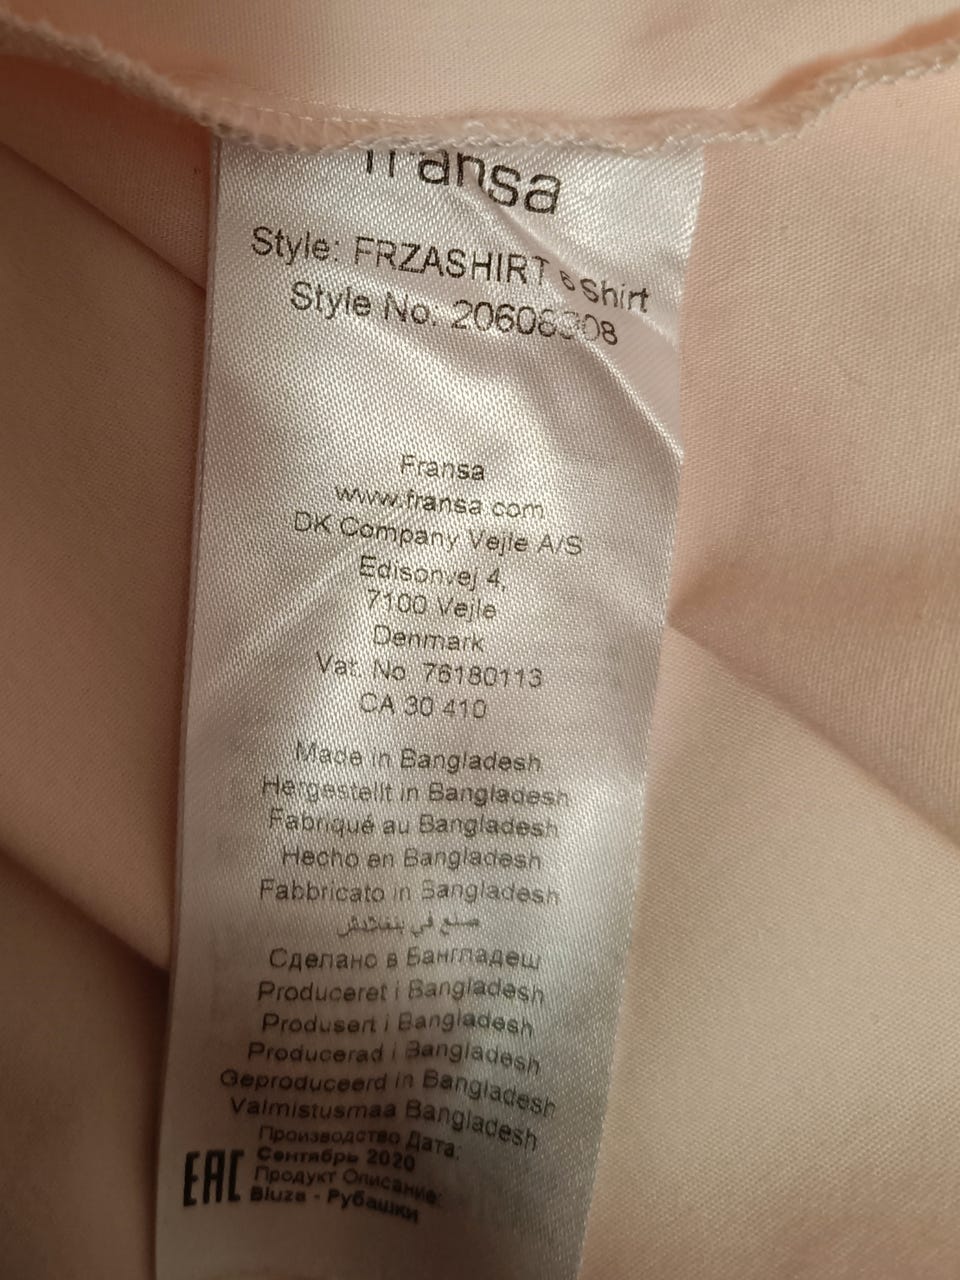 fransa
Style: FRZASHIRT 6 Shirt
Style No.
Fransa
www.fransa.com
DK Company Vejle A/S
Edisonvej 4,
7100 Vejle
Denmark
Vat. No 76180113
CA 30 410
Made in Bangladesh
Hergestellt in Bangladesh
Fabriqué au Bangladesh
Hecho en Bangladesh
Fabbricato in Bangladesh
صنع في بنغلاديش
Сделано в Бангладеш
Produceret i Bangladesh
Produsert i Bangladesh
Producerad i Bangladesh
Geproduceerd in Bangladesh
Valmistusmaa Bangladesh
Производство Дата:
Сентябрь 2020
Продукт Описание:
Bluza - Рубашки
EAC